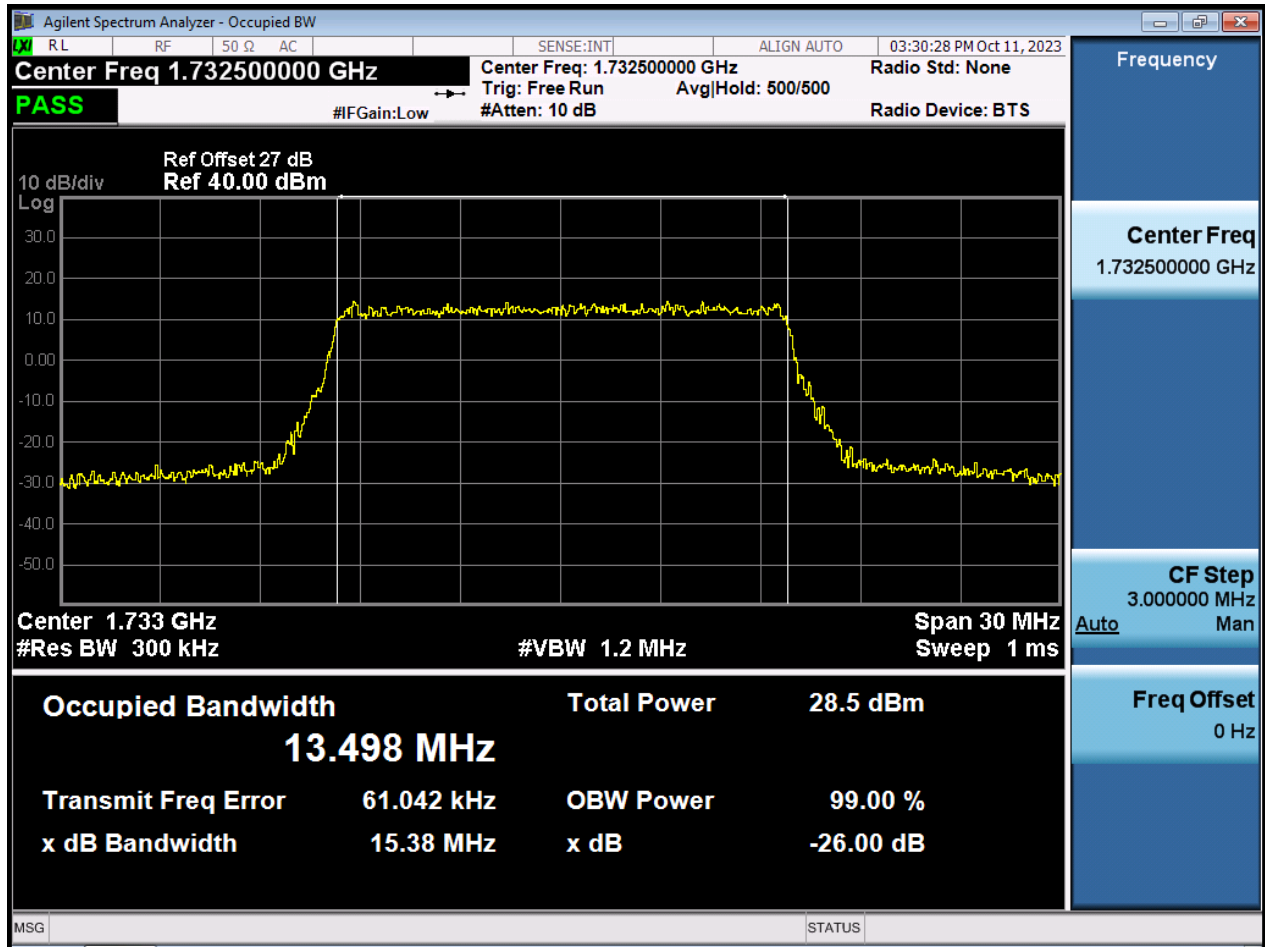 Agilent Spectrum Analyzer - Occupied BW
LXI RL RF 50 Ω AC SENSE:INT ALIGN AUTO 03:30:28 PM Oct 11, 2023
Center Freq 1.732500000 GHz
Center Freq: 1.732500000 GHz
Radio Std: None
Trig: Free Run Avg|Hold: 500/500
PASS
#IFGain:Low
#Atten: 10 dB
Radio Device: BTS
Ref Offset 27 dB
10 dB/div Ref 40.00 dBm
Log
30.0
20.0
10.0
0.00
-10.0
-20.0
-30.0
-40.0
-50.0
Center 1.733 GHz Span 30 MHz
#Res BW 300 kHz #VBW 1.2 MHz Sweep 1 ms
Occupied Bandwidth Total Power 28.5 dBm
13.498 MHz
Transmit Freq Error 61.042 kHz OBW Power 99.00 %
x dB Bandwidth 15.38 MHz x dB -26.00 dB
MSG STATUS
Frequency
Center Freq
1.732500000 GHz
CF Step
3.000000 MHz
Auto Man
Freq Offset
0 Hz